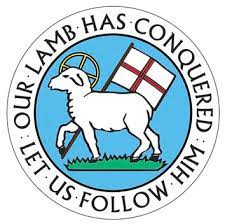 OUR LAMB HAS CONQUERED
LET US FOLLOW HIM